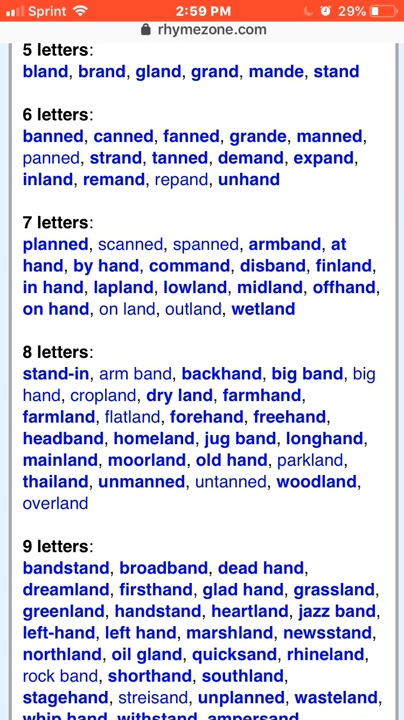 Sprint 2:59 PM 29%
rhymezone.com
5 letters:
bland, brand, gland, grand, mande, stand
6 letters:
banned, canned, fanned, grande, manned,
panned, strand, tanned, demand, expand,
inland, remand, repand, unhand
7 letters:
planned, scanned, spanned, armband, at
hand, by hand, command, disband, finland,
in hand, lapland, lowland, midland, offhand,
on hand, on land, outland, wetland
8 letters:
stand-in, arm band, backhand, big band, big
hand, cropland, dry land, farmhand,
farmland, flatland, forehand, freehand,
headband, homeland, jug band, longhand,
mainland, moorland, old hand, parkland,
thailand, unmanned, untanned, woodland,
overland
9 letters:
bandstand, broadband, dead hand,
dreamland, firsthand, glad hand, grassland,
greenland, handstand, heartland, jazz band,
left-hand, left hand, marshland, newsstand,
northland, oil gland, quicksand, rhineland,
rock band, shorthand, southland,
stagehand, streisand, unplanned, wasteland,
whip hand, withstand, ampersand